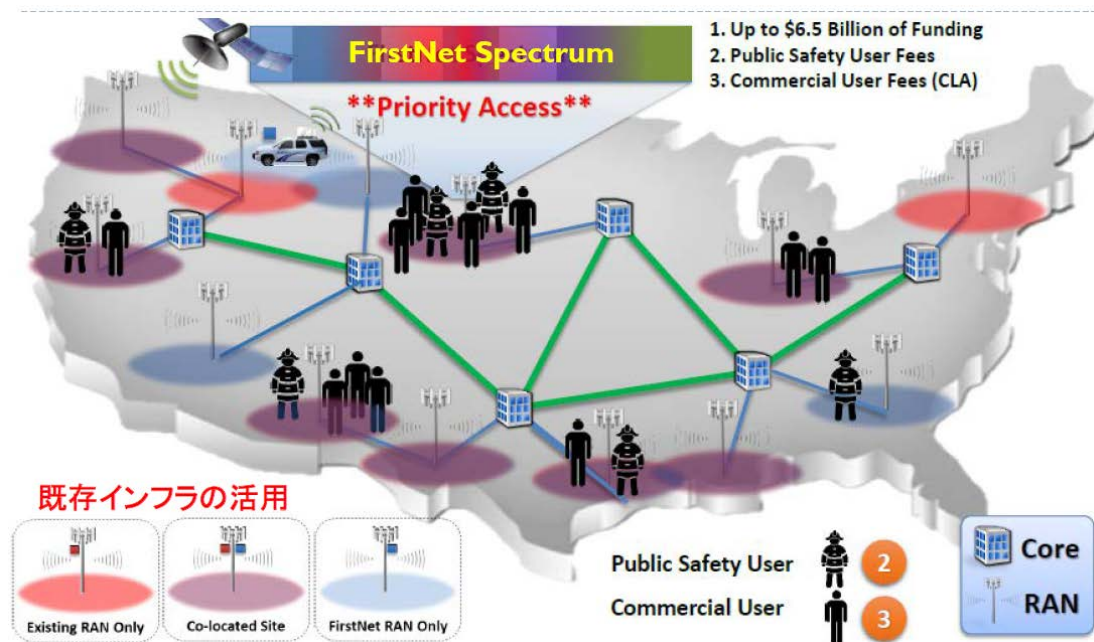 FirstNet Spectrum
**Priority Access**
1. Up to $6.5 Billion of Funding
2. Public Safety User Fees
3. Commercial User Fees (CLA)
既存インフラの活用
Existing RAN Only
Co-located Site
FirstNet RAN Only
Public Safety User
2
Commercial User
3
Core
RAN